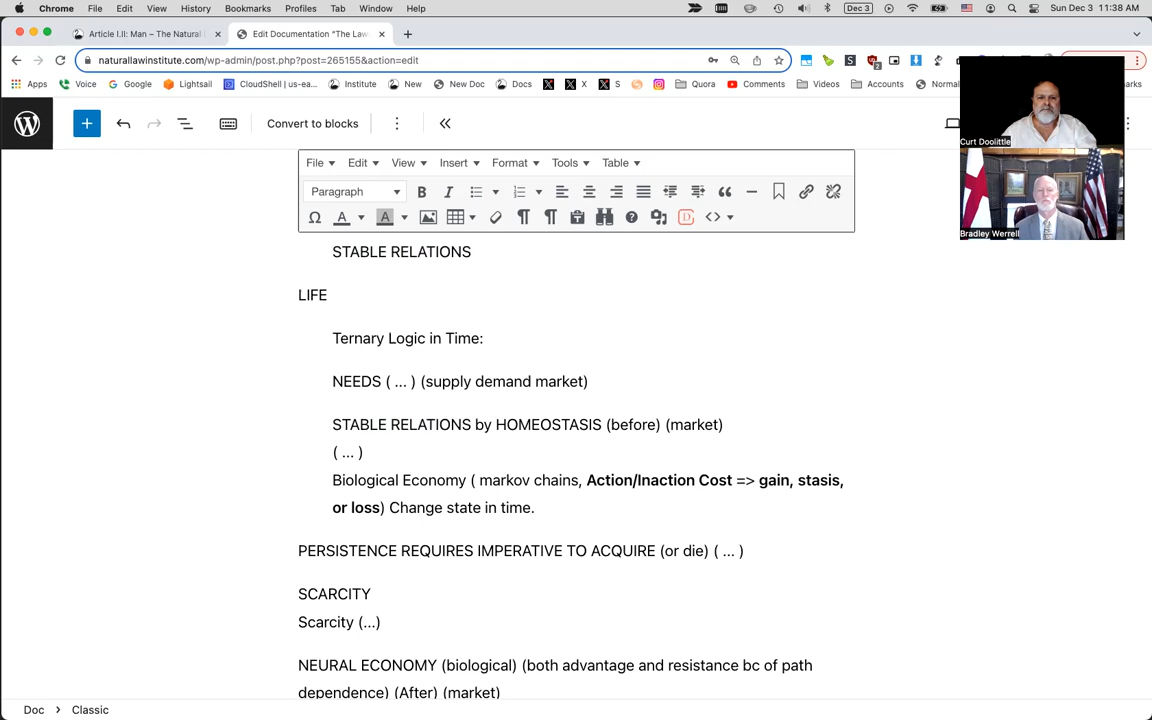 Chrome File Edit View History Bookmarks Profiles Tab Window Help Dec 3 Sun Dec 3 11:38 AM
Article I.II: Man – The Natural Edit Documentation “The Law
naturallawinstitute.com/wp-admin/post.php?post=265155&action=edit
Apps Voice Google Lightsail CloudShell | us-ea... Institute New New Doc Docs X S Quora Comments Videos Accounts Normal
Convert to blocks
Curt Doolittle
File Edit View Insert Format Tools Table
Paragraph
Bradley Werrell
STABLE RELATIONS
LIFE
Ternary Logic in Time:
NEEDS ( ... ) (supply demand market)
STABLE RELATIONS by HOMEOSTASIS (before) (market)
( ... )
Biological Economy ( markov chains, Action/Inaction Cost => gain, stasis,
or loss) Change state in time.
PERSISTENCE REQUIRES IMPERATIVE TO ACQUIRE (or die) ( ... )
SCARCITY
Scarcity (...)
NEURAL ECONOMY (biological) (both advantage and resistance bc of path
dependence) (After) (market)
Doc > Classic